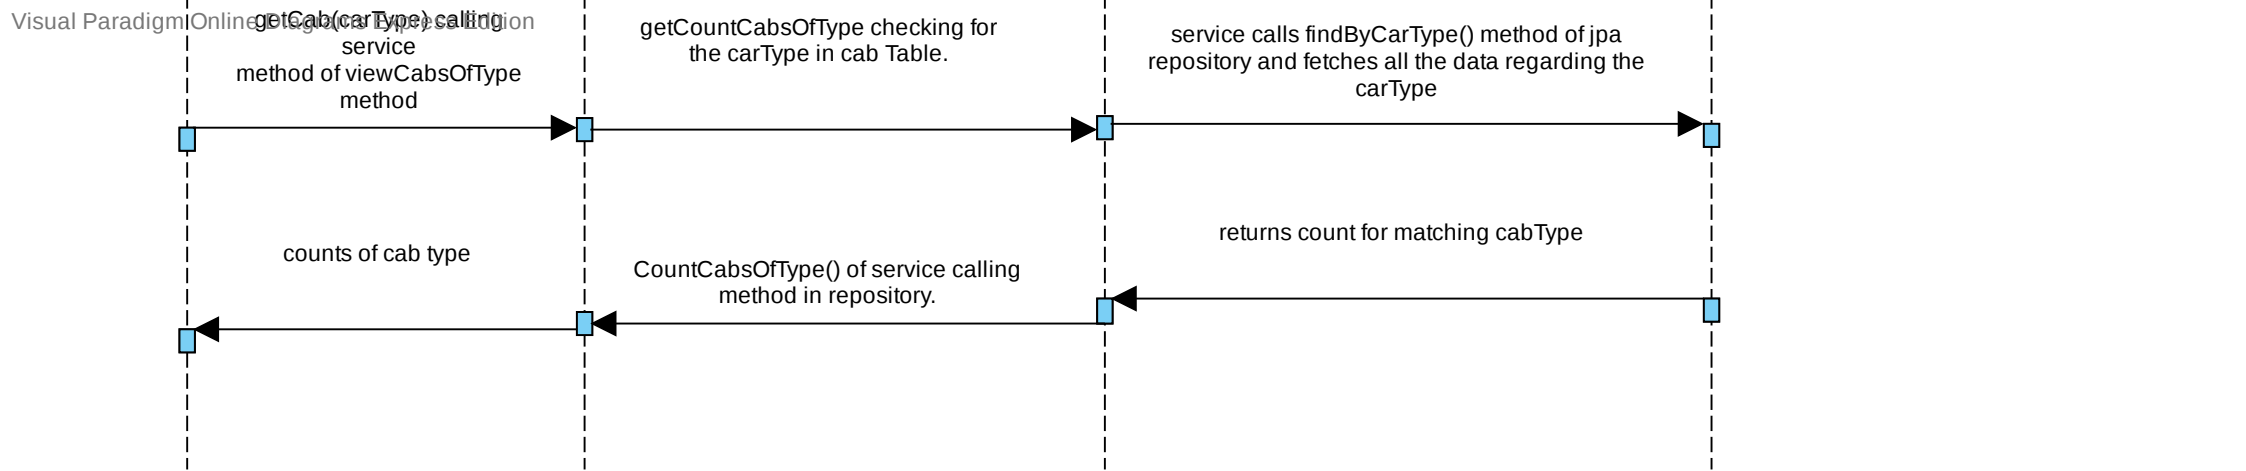 Visual Paradigm Online Diagrams Express Edition
getCab(carType) calling
service
method of viewCabsOfType
method
getCountCabsOfType checking for
the carType in cab Table.
service calls findByCarType() method of jpa
repository and fetches all the data regarding the
carType
counts of cab type
CountCabsOfType() of service calling
method in repository.
returns count for matching cabType